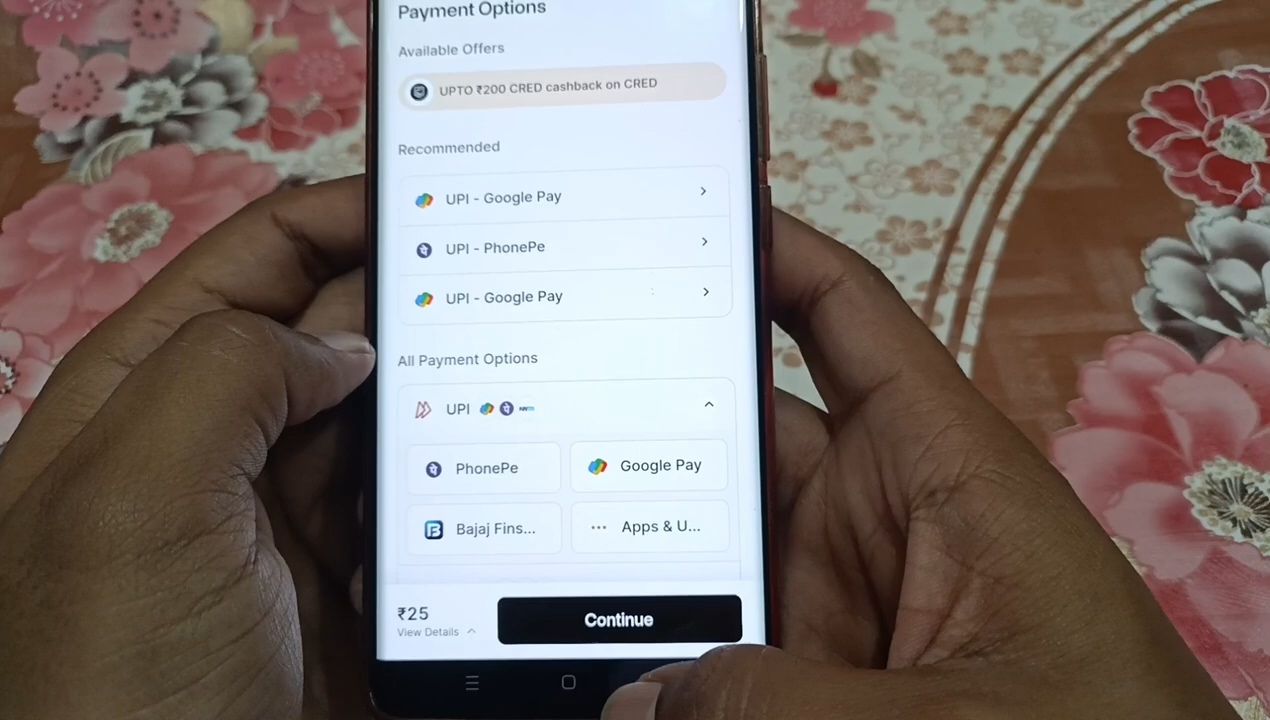 Payment Options
Available Offers
UPTO ₹200 CRED cashback on CRED
Recommended
UPI - Google Pay
UPI - PhonePe
UPI - Google Pay
All Payment Options
UPI
PhonePe
Google Pay
Bajaj Fins...
Apps & U...
₹25
View Details
Continue